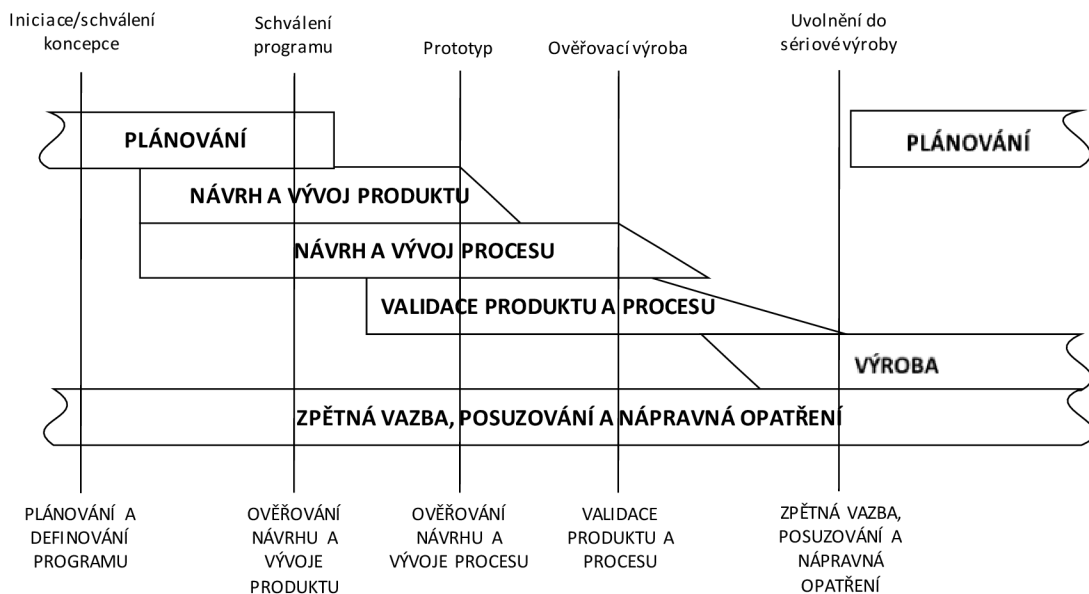 Iniciace/schválení
koncepce
Schválení
programu
Prototyp
Ověřovací výroba
Uvolnění do
sériové výroby
PLÁNOVÁNÍ
PLÁNOVÁNÍ
NÁVRH A VÝVOJ PRODUKTU
NÁVRH A VÝVOJ PROCESU
VALIDACE PRODUKTU A PROCESU
VÝROBA
ZPĚTNÁ VAZBA, POSUZOVÁNÍ A NÁPRAVNÁ OPATŘENÍ
PLÁNOVÁNÍ A
DEFINOVÁNÍ
PROGRAMU
OVĚŘOVÁNÍ
NÁVRHU A
VÝVOJE
PRODUKTU
OVĚŘOVÁNÍ
NÁVRHU A
VÝVOJE PROCESU
VALIDACE
PRODUKTU A
PROCESU
ZPĚTNÁ VAZBA,
POSUZOVÁNÍ A
NÁPRAVNÁ
OPATŘENÍ